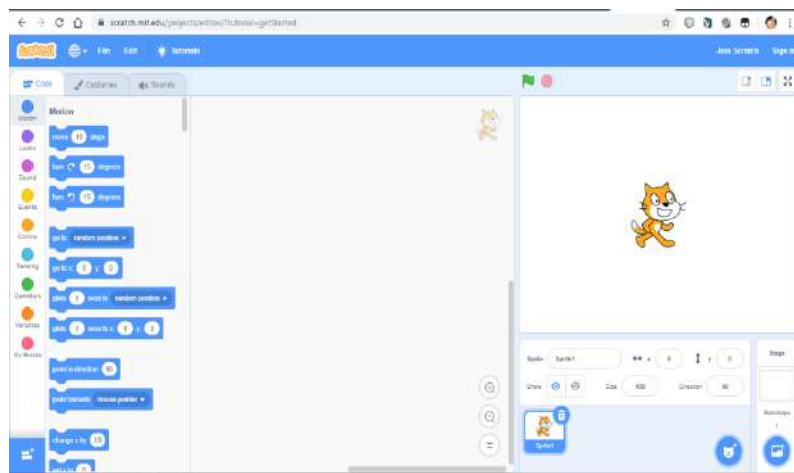 scratch.mit.edu/projects/editor/?tutorial=getStarted
SCRATCH File Edit Tutorials Join Scratch Sign in
Code Costumes Sounds
Motion
Looks
Sound
Events
Control
Sensing
Operators
Variables
My Blocks
Motion
move 10 steps
turn 15 degrees
turn 15 degrees
go to random position
go to x: 0 y: 0
glide 1 secs to random position
glide 1 secs to x: 0 y: 0
point in direction 90
point towards mouse-pointer
change x by 10
Sprite Sprite1 x 0 y 0
Show Size 100 Direction 90
Sprite1
Stage
Backdrops
1